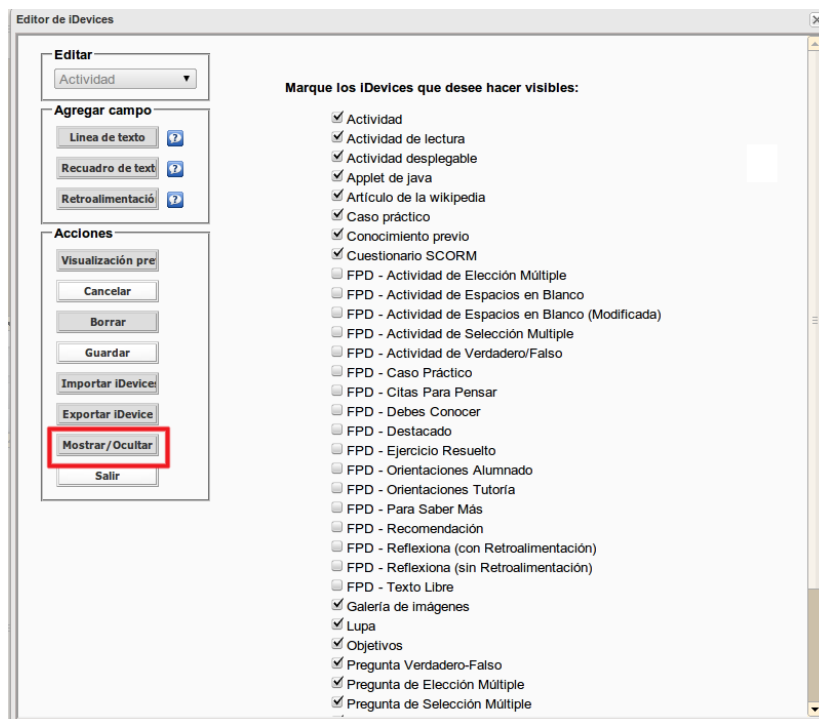 Editor de iDevices
Editar
Actividad
Agregar campo
Linea de texto
Recuadro de text
Retroalimentació
Acciones
Visualización pre
Cancelar
Borrar
Guardar
Importar iDevices
Exportar iDevice
Mostrar/Ocultar
Salir
Marque los iDevices que desee hacer visibles:
Actividad
Actividad de lectura
Actividad desplegable
Applet de java
Artículo de la wikipedia
Caso práctico
Conocimiento previo
Cuestionario SCORM
FPD - Actividad de Elección Múltiple
FPD - Actividad de Espacios en Blanco
FPD - Actividad de Espacios en Blanco (Modificada)
FPD - Actividad de Selección Multiple
FPD - Actividad de Verdadero/Falso
FPD - Caso Práctico
FPD - Citas Para Pensar
FPD - Debes Conocer
FPD - Destacado
FPD - Ejercicio Resuelto
FPD - Orientaciones Alumnado
FPD - Orientaciones Tutoría
FPD - Para Saber Más
FPD - Recomendación
FPD - Reflexiona (con Retroalimentación)
FPD - Reflexiona (sin Retroalimentación)
FPD - Texto Libre
Galería de imágenes
Lupa
Objetivos
Pregunta Verdadero-Falso
Pregunta de Elección Múltiple
Pregunta de Selección Múltiple